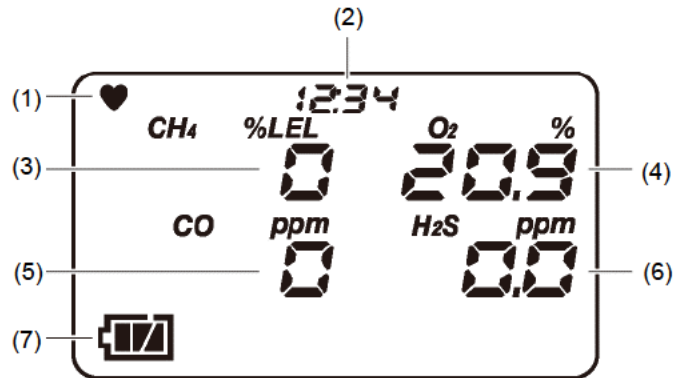 (2)
(1) 12:34
CH₄ %LEL O₂ %
(3) 0 20.9 (4)
CO ppm H₂S ppm
(5) 0 0.0 (6)
(7)